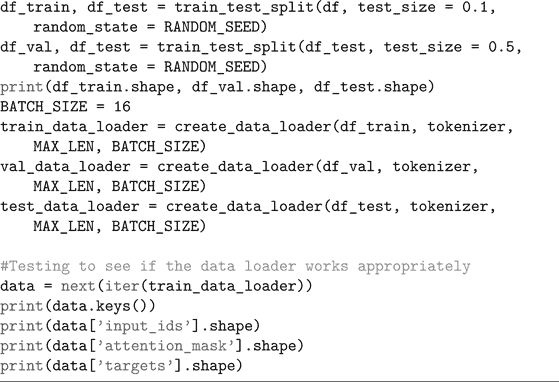 df_train, df_test = train_test_split(df, test_size = 0.1,
random_state = RANDOM_SEED)
df_val, df_test = train_test_split(df_test, test_size = 0.5,
random_state = RANDOM_SEED)
print(df_train.shape, df_val.shape, df_test.shape)
BATCH_SIZE = 16
train_data_loader = create_data_loader(df_train, tokenizer,
MAX_LEN, BATCH_SIZE)
val_data_loader = create_data_loader(df_val, tokenizer,
MAX_LEN, BATCH_SIZE)
test_data_loader = create_data_loader(df_test, tokenizer,
MAX_LEN, BATCH_SIZE)
#Testing to see if the data loader works appropriately
data = next(iter(train_data_loader))
print(data.keys())
print(data[’input_ids’].shape)
print(data[’attention_mask’].shape)
print(data[’targets’].shape)